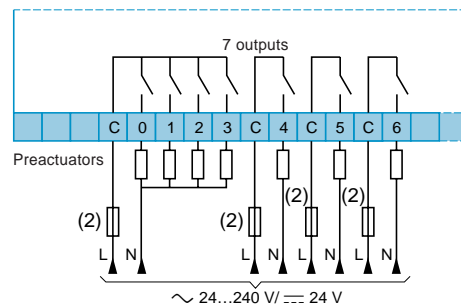 7 outputs
C 0 1 2 3 C 4 C 5 C 6
Preactuators
(2) (2) (2) (2)
L N L N L N L N
~ 24...240 V/ ⎓ 24 V